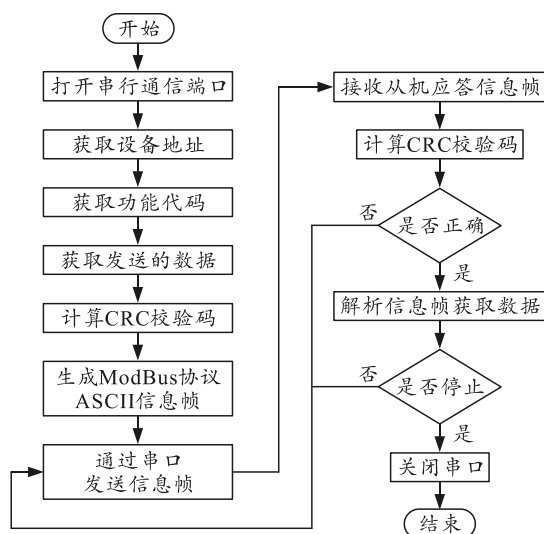 开始
打开串行通信端口
获取设备地址
获取功能代码
获取发送的数据
计算CRC校验码
生成ModBus协议
ASCII信息帧
通过串口
发送信息帧
接收从机应答信息帧
计算CRC校验码
否
是否正确
是
解析信息帧获取数据
否
是否停止
是
关闭串口
结束